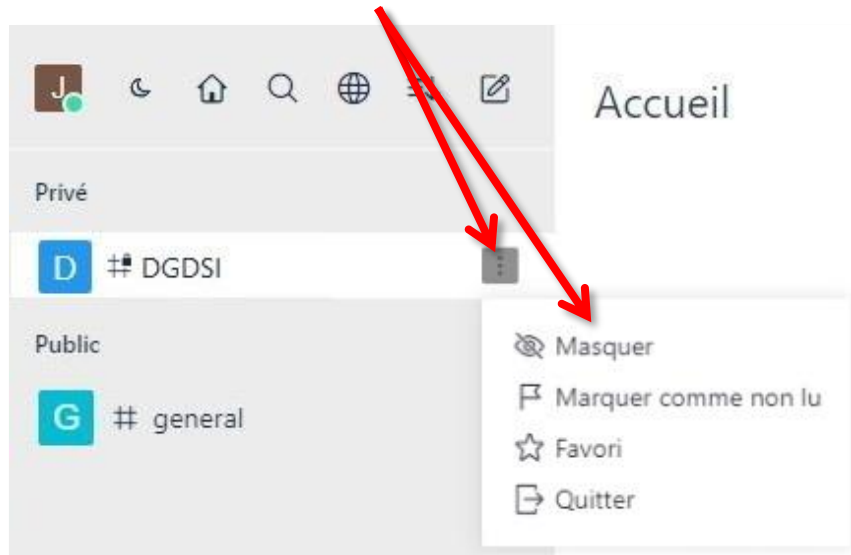 J
Accueil
Privé
D DGDSI
Public
G general
Masquer
Marquer comme non lu
Favori
Quitter